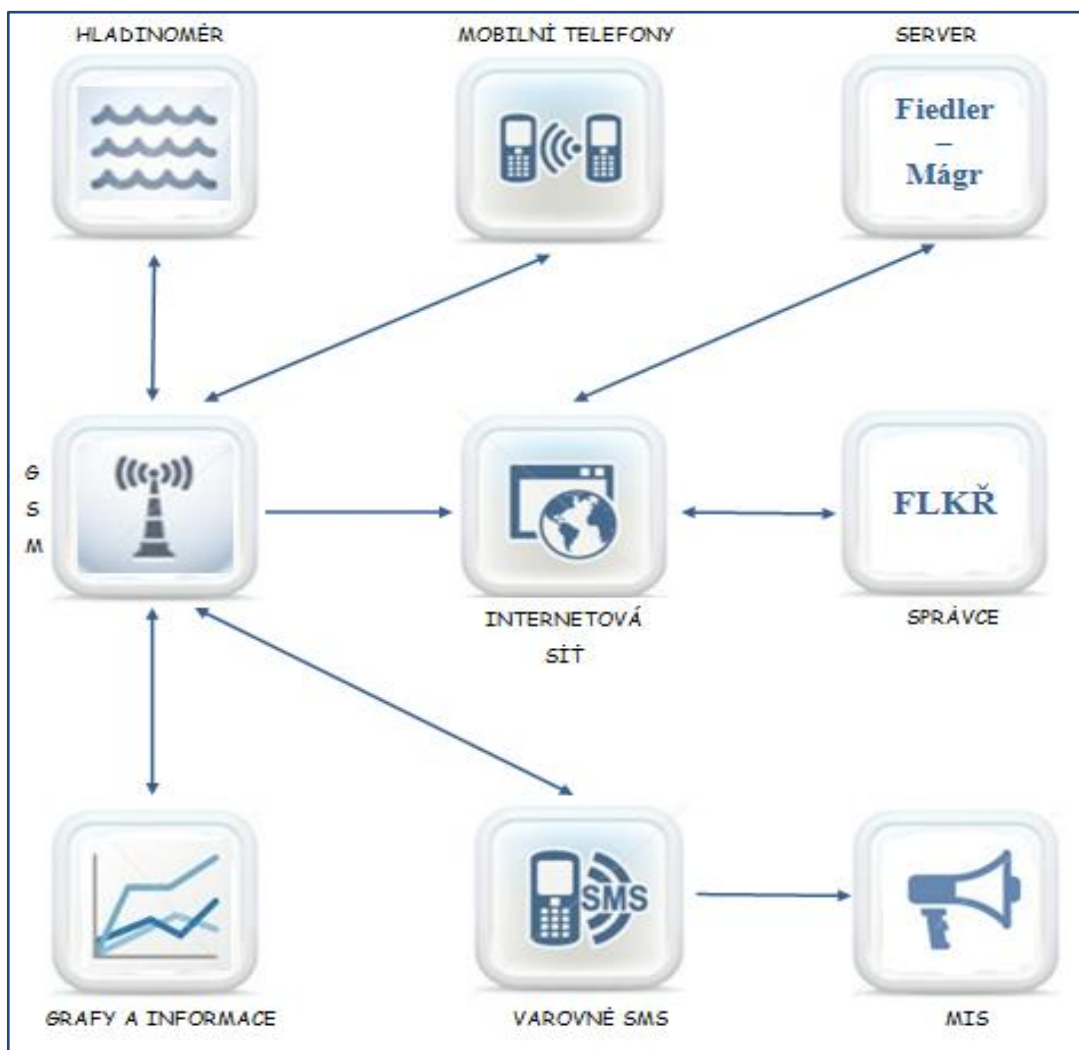 HLADINOMĚR
MOBILNÍ TELEFONY
SERVER
Fiedler
–
Mágr
G
S
M
FLKŘ
INTERNETOVÁ
SÍŤ
SPRÁVCE
SMS
GRAFY A INFORMACE
VAROVNÉ SMS
MIS